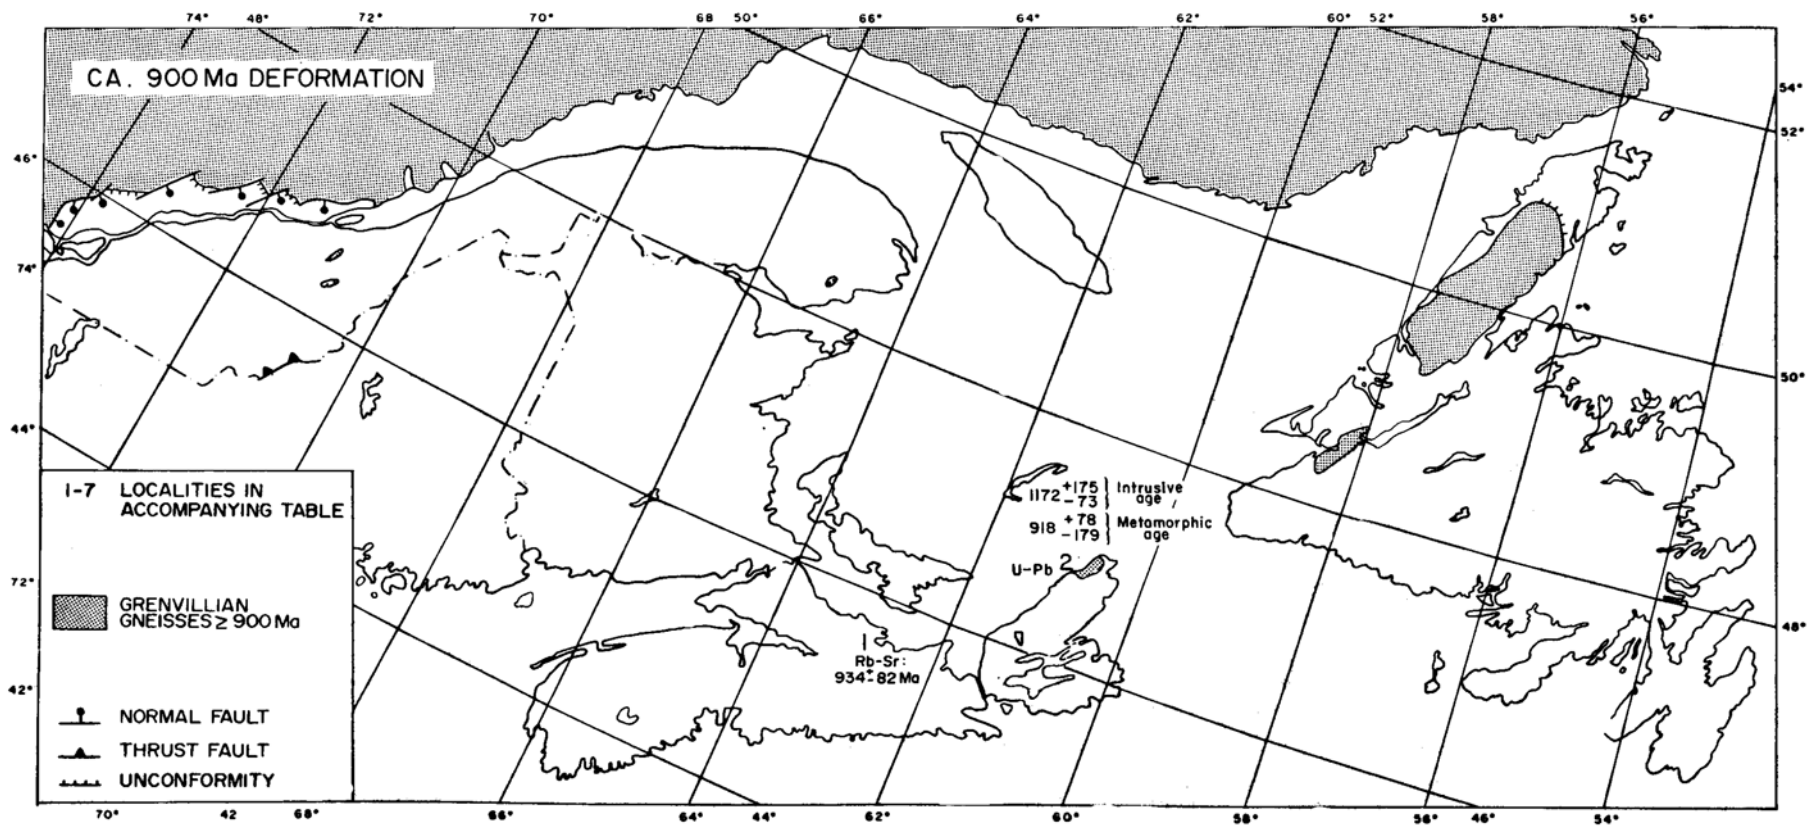 74° 48° 72° 70° 68° 50° 66° 64° 62° 60° 52° 58° 56°
CA. 900 Ma DEFORMATION
54°
52°
46°
74°
50°
44°
1-7 LOCALITIES IN
ACCOMPANYING TABLE
1172 +175 -73 Intrusive age
918 +78 -179 Metamorphic age
U-Pb 2
72°
GRENVILLIAN
GNEISSES ≥ 900 Ma
48°
1
Rb-Sr:
934 ± 82 Ma
42°
NORMAL FAULT
THRUST FAULT
UNCONFORMITY
70° 42 68° 66° 64° 44° 62° 60° 58° 56° 46° 54°